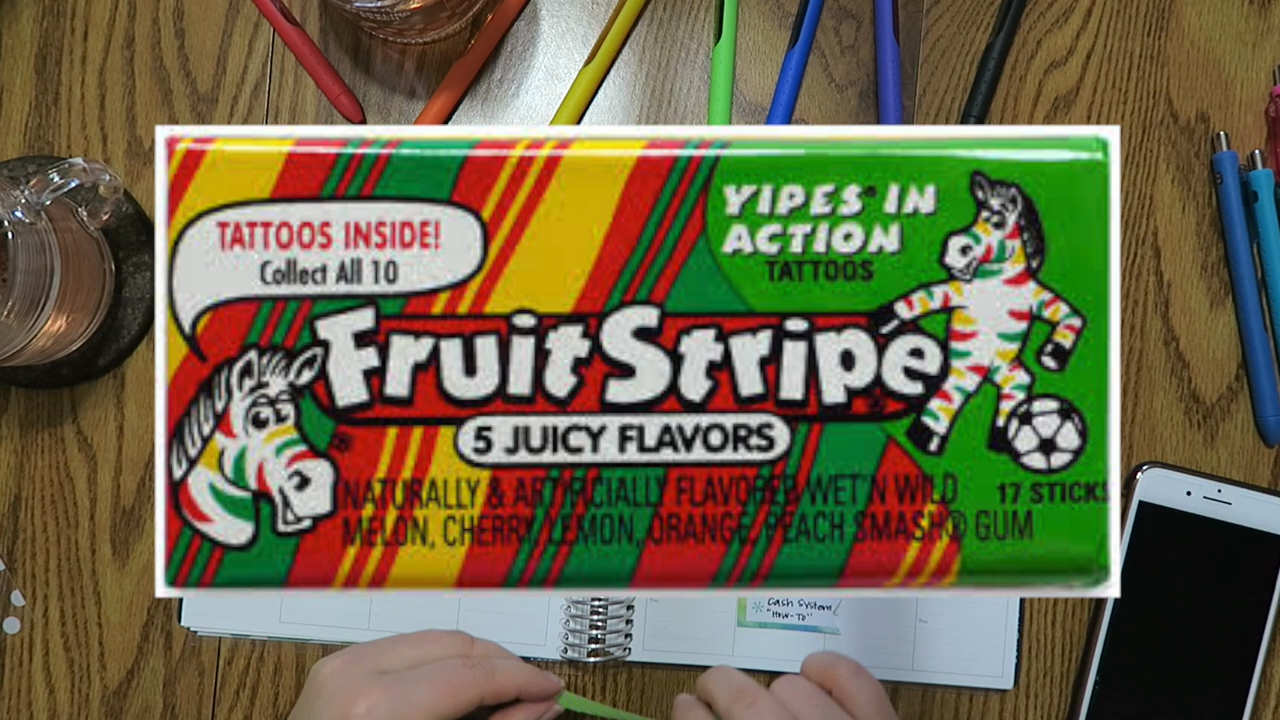 TATTOOS INSIDE!
Collect All 10
YIPES® IN
ACTION
TATTOOS
FruitStripe®
5 JUICY FLAVORS
NATURALLY & ARTIFICIALLY FLAVORED WET'N WILD
MELON, CHERRY, LEMON, ORANGE, PEACH SMASH® GUM
17 STICKS
Cash System
"How-To"